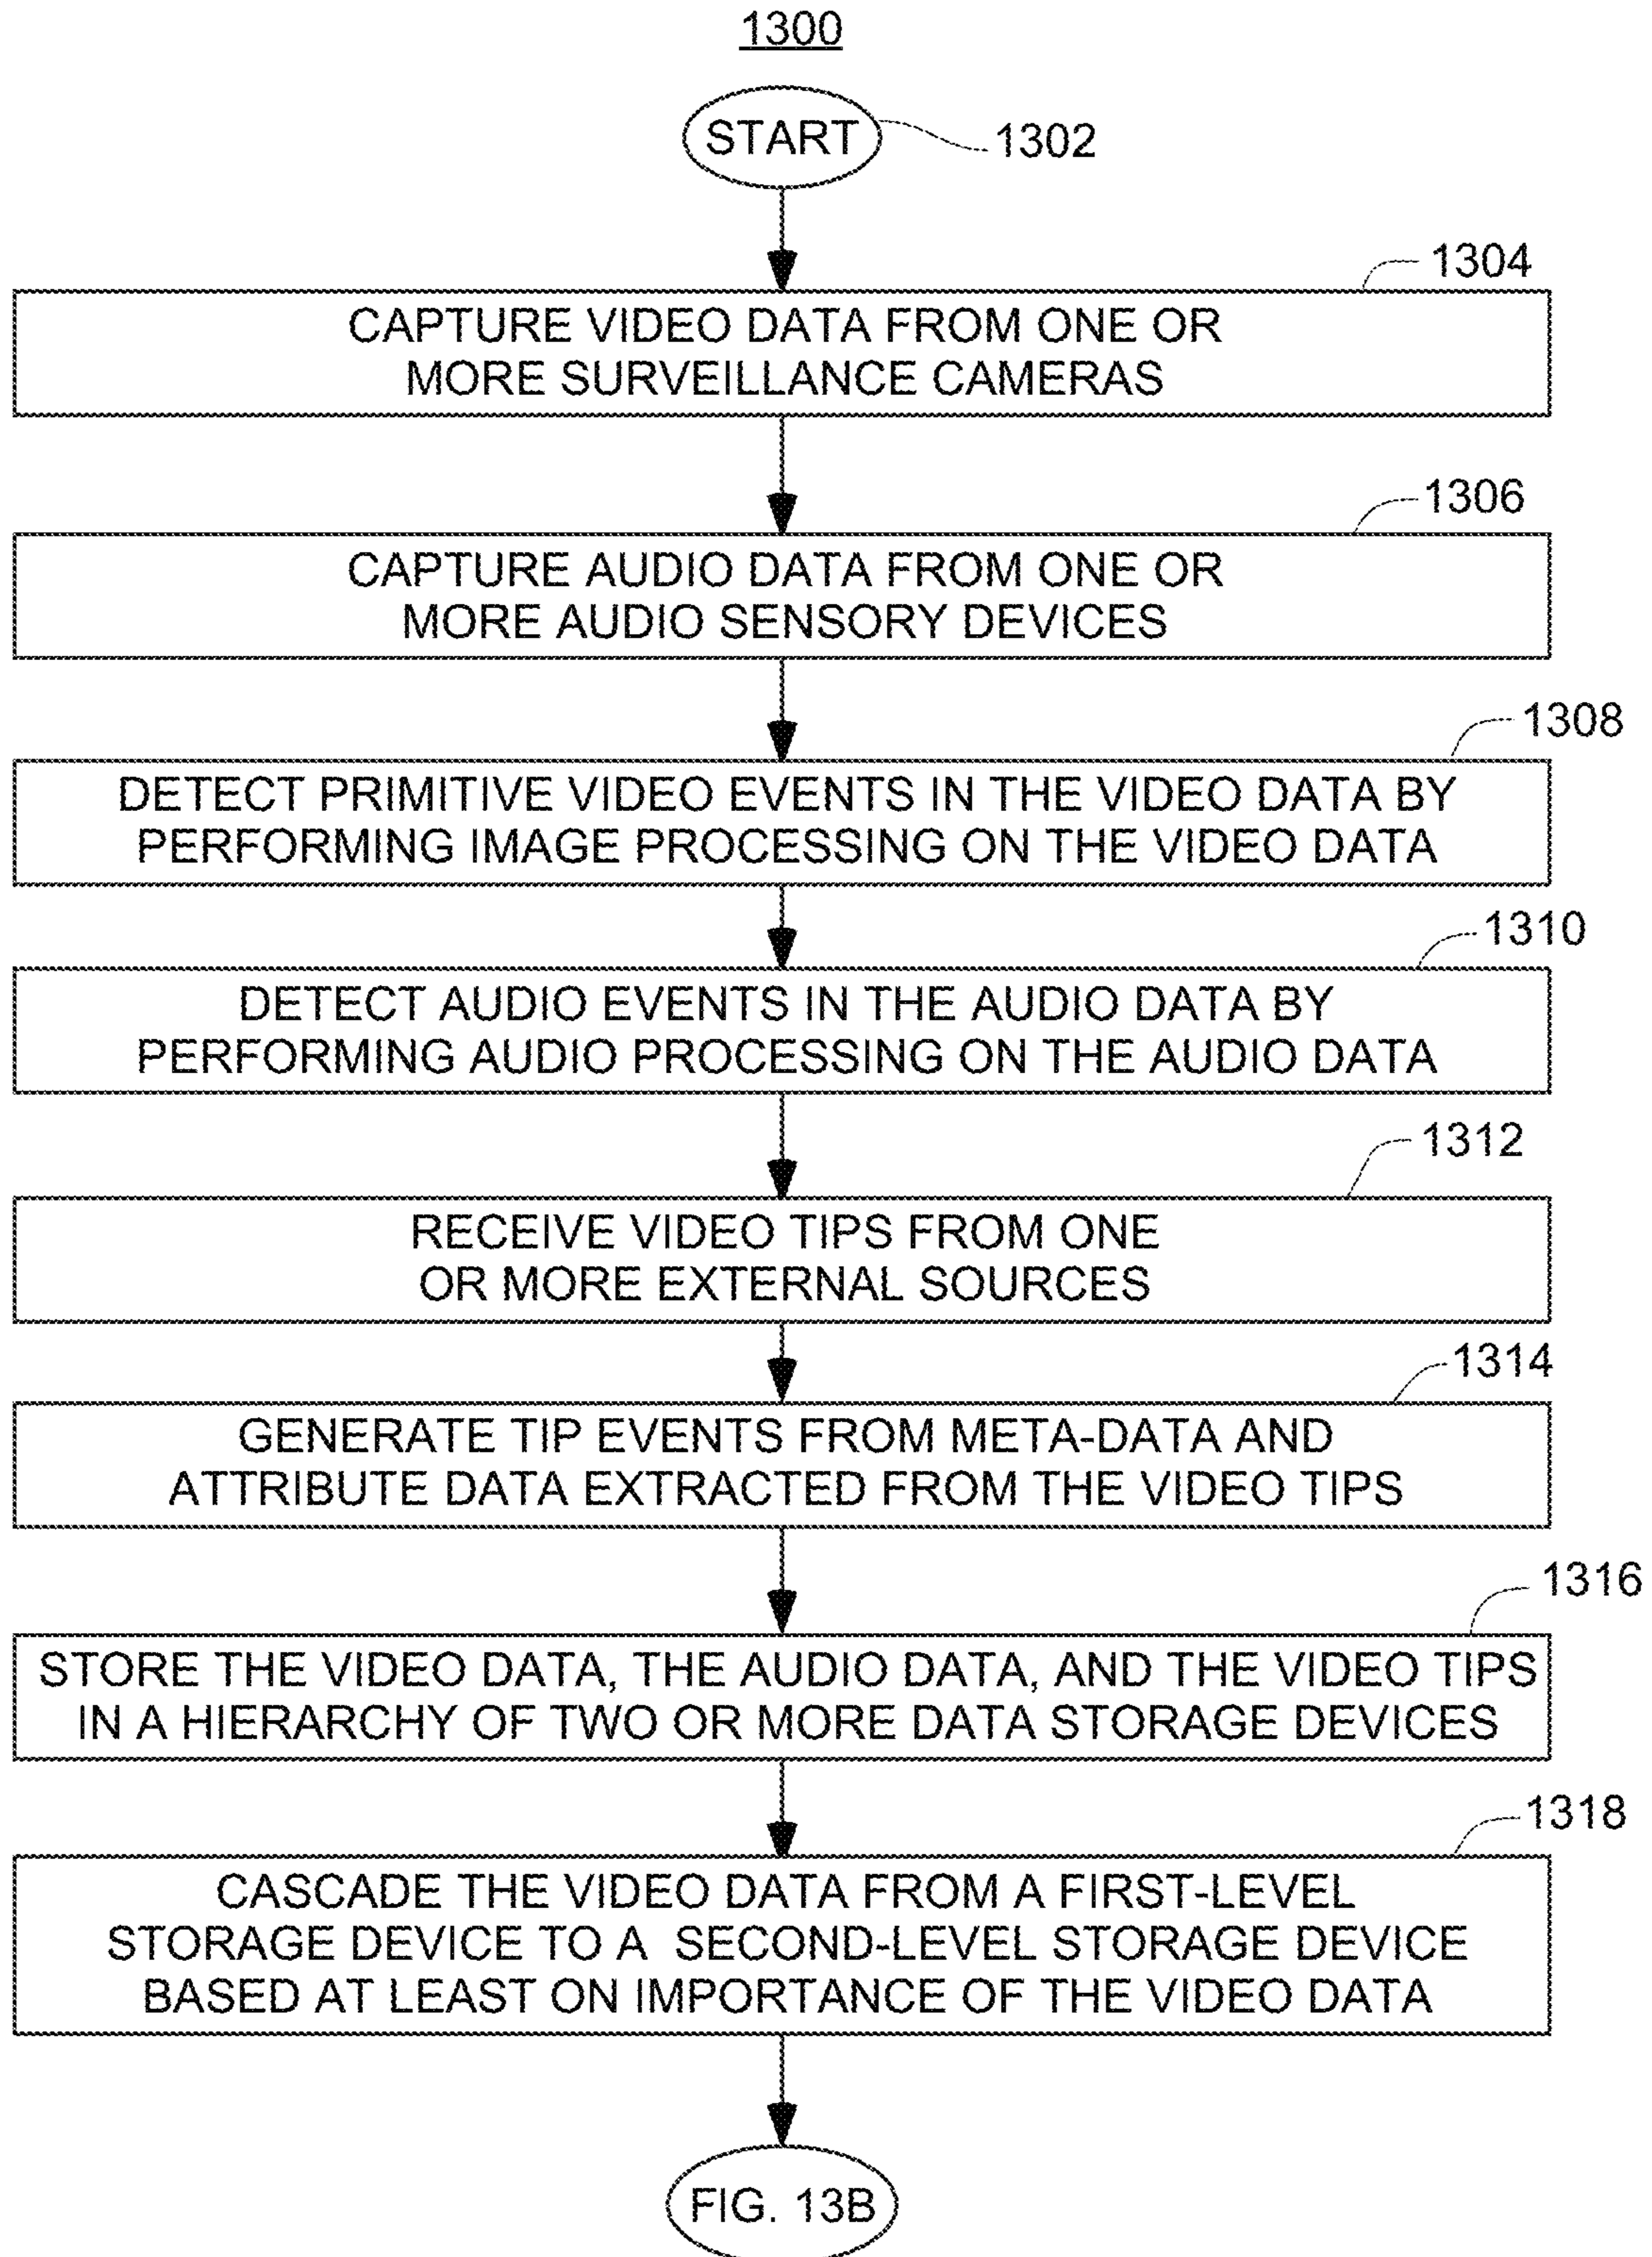 1300
START
1302
1304
CAPTURE VIDEO DATA FROM ONE OR
MORE SURVEILLANCE CAMERAS
1306
CAPTURE AUDIO DATA FROM ONE OR
MORE AUDIO SENSORY DEVICES
1308
DETECT PRIMITIVE VIDEO EVENTS IN THE VIDEO DATA BY
PERFORMING IMAGE PROCESSING ON THE VIDEO DATA
1310
DETECT AUDIO EVENTS IN THE AUDIO DATA BY
PERFORMING AUDIO PROCESSING ON THE AUDIO DATA
1312
RECEIVE VIDEO TIPS FROM ONE
OR MORE EXTERNAL SOURCES
1314
GENERATE TIP EVENTS FROM META-DATA AND
ATTRIBUTE DATA EXTRACTED FROM THE VIDEO TIPS
1316
STORE THE VIDEO DATA, THE AUDIO DATA, AND THE VIDEO TIPS
IN A HIERARCHY OF TWO OR MORE DATA STORAGE DEVICES
1318
CASCADE THE VIDEO DATA FROM A FIRST-LEVEL
STORAGE DEVICE TO A SECOND-LEVEL STORAGE DEVICE
BASED AT LEAST ON IMPORTANCE OF THE VIDEO DATA
FIG. 13B